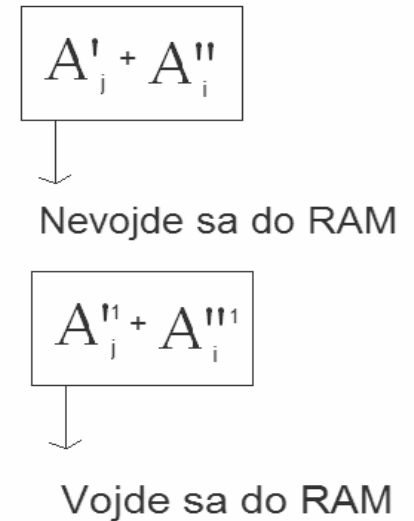 A'j + A''i
Nevojde sa do RAM
A'¹j + A''¹i
Vojde sa do RAM